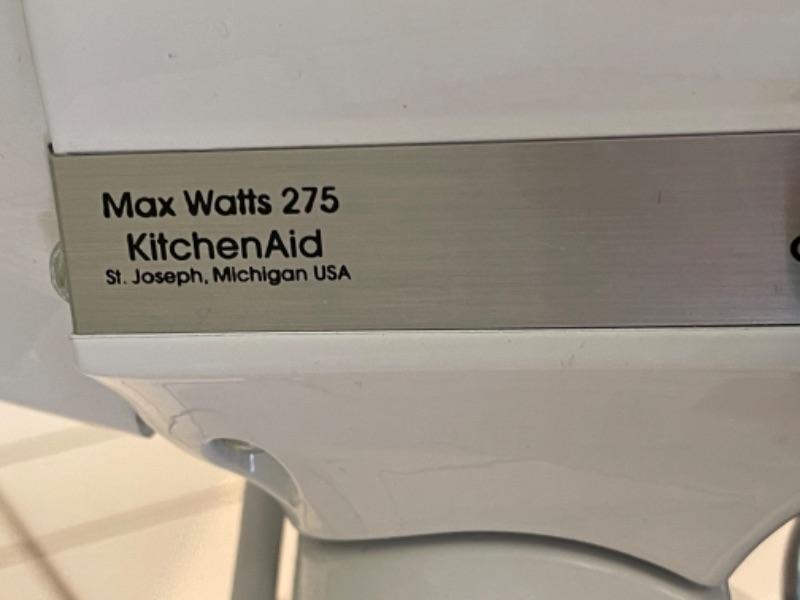 Max Watts 275
KitchenAid
St. Joseph, Michigan USA